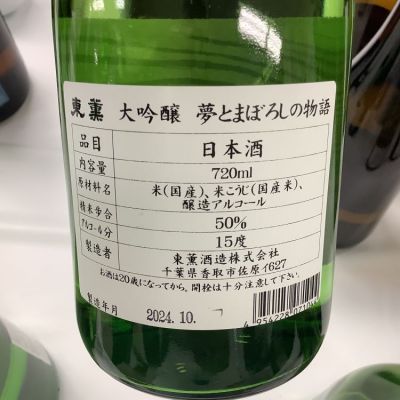 東薫 大吟醸 夢とまぼろしの物語
品目 日本酒
内容量 720ml
原材料名 米(国産)、米こうじ(国産米)、
醸造アルコール
精米歩合 50%
アルコール分 15度
製造者 東薫酒造株式会社
千葉県香取市佐原イ627
お酒は20歳になってから。開栓は十分注意して下さい。
製造年月 2024.10.